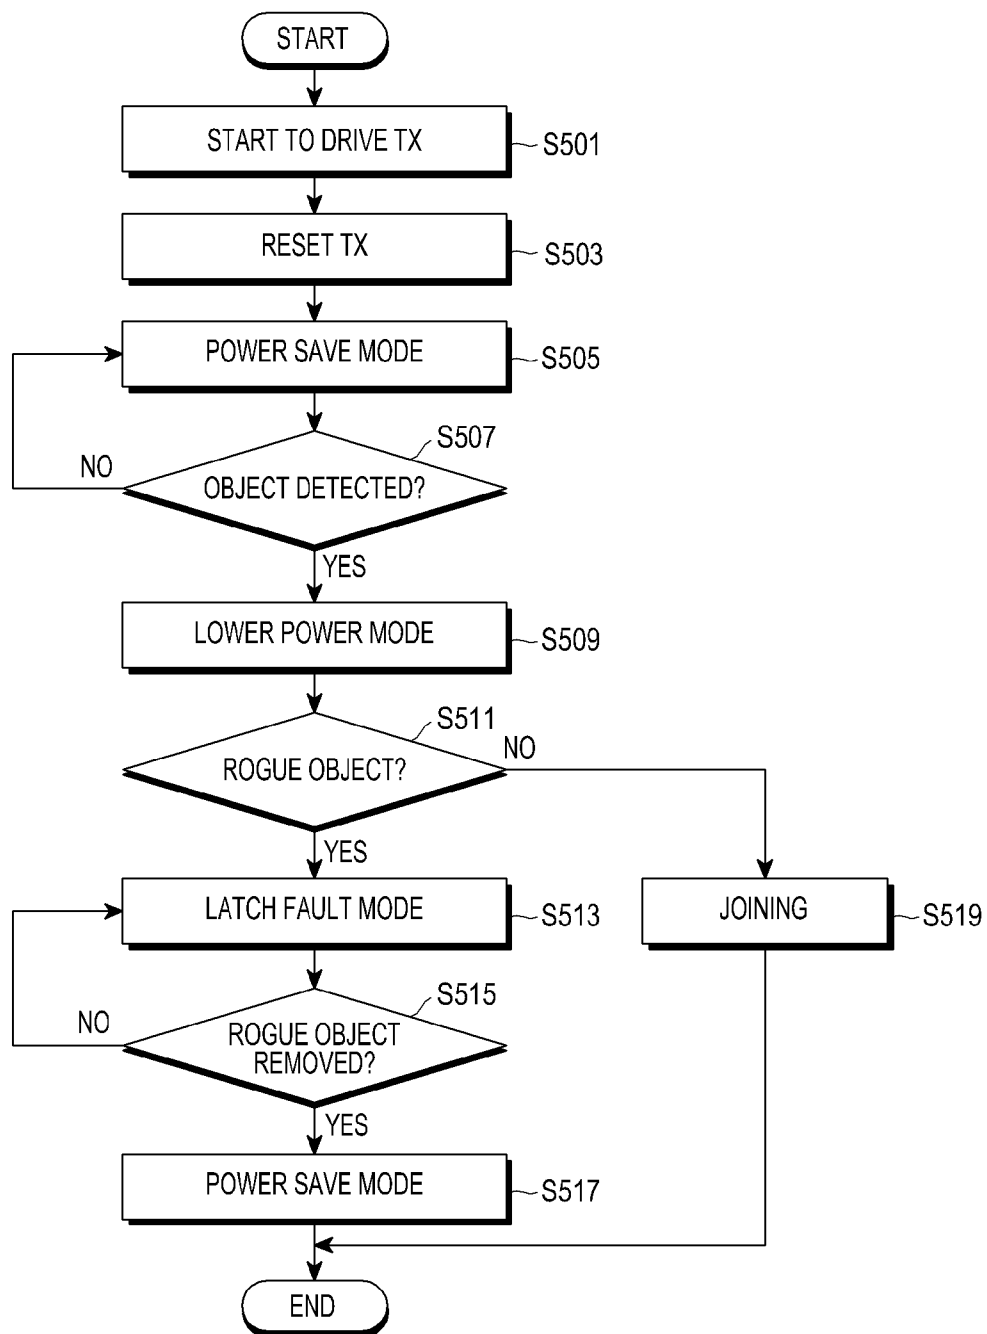 START
START TO DRIVE TX
S501
RESET TX
S503
POWER SAVE MODE
S505
S507
NO
OBJECT DETECTED?
YES
LOWER POWER MODE
S509
S511
NO
ROGUE OBJECT?
YES
LATCH FAULT MODE
S513
JOINING
S519
S515
NO
ROGUE OBJECT
REMOVED?
YES
POWER SAVE MODE
S517
END